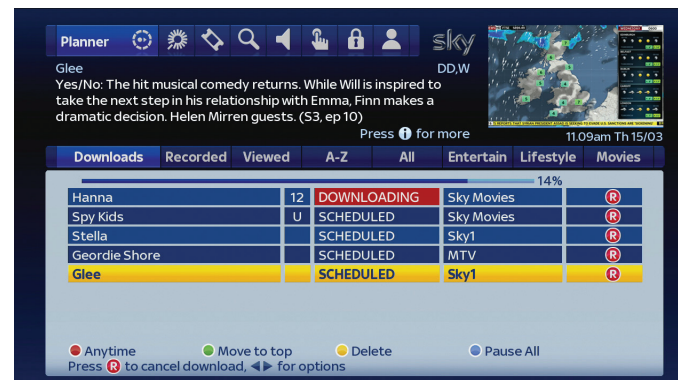 Planner
sky
Glee DD,W
Yes/No: The hit musical comedy returns. While Will is inspired to
take the next step in his relationship with Emma, Finn makes a
dramatic decision. Helen Mirren guests. (S3, ep 10)
Press i for more
11.09am Th 15/03
Downloads Recorded Viewed A-Z All Entertain Lifestyle Movies
14%
Hanna 12 DOWNLOADING Sky Movies R
Spy Kids U SCHEDULED Sky Movies R
Stella SCHEDULED Sky1 R
Geordie Shore SCHEDULED MTV R
Glee SCHEDULED Sky1 R
Anytime Move to top Delete Pause All
Press R to cancel download, ◀▶ for options